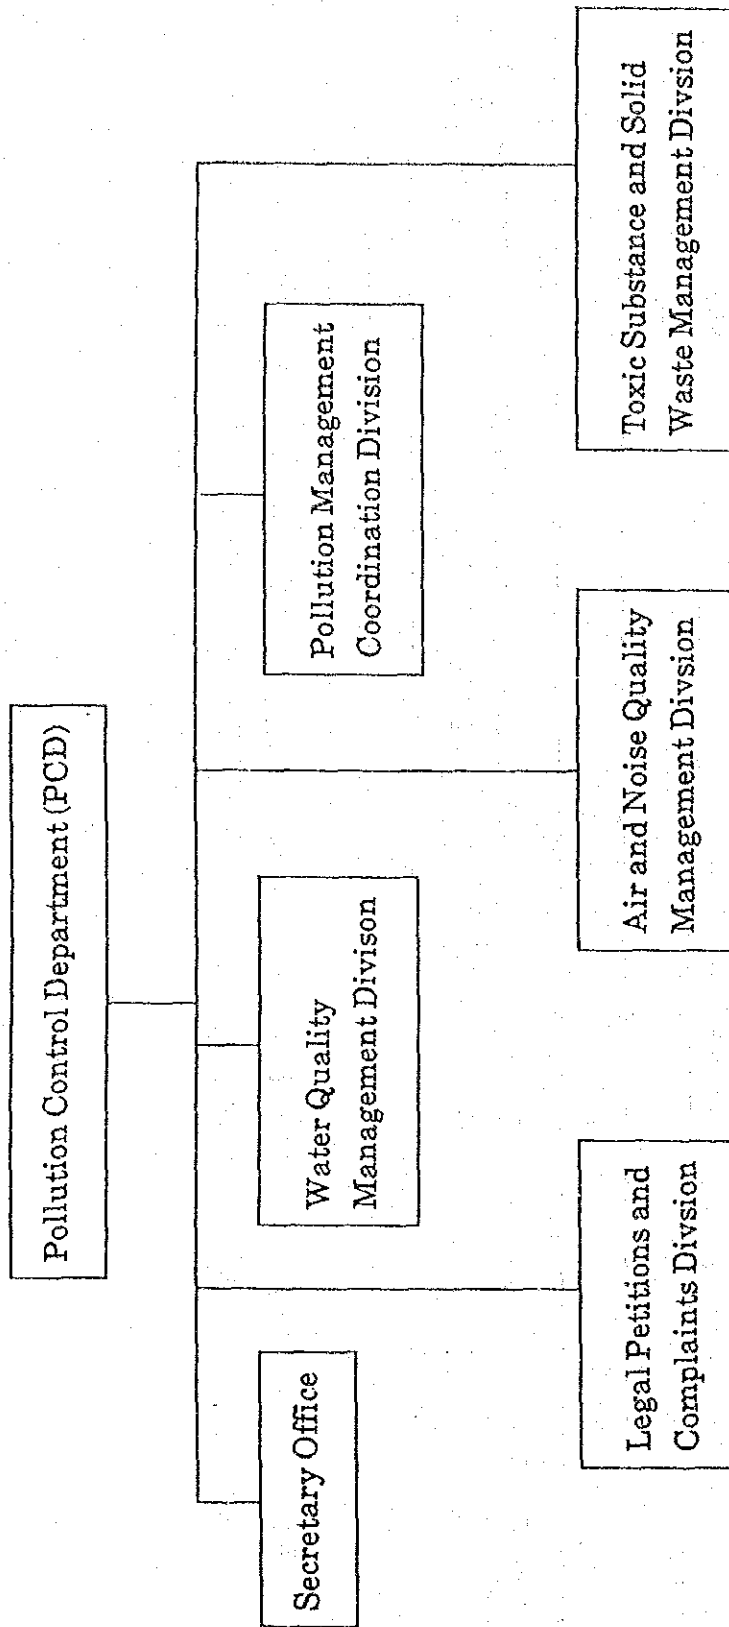 Pollution Control Department (PCD)
Secretary Office
Water Quality
Management Divison
Pollution Management
Coordination Division
Legal Petitions and
Complaints Divsion
Air and Noise Quality
Management Divsion
Toxic Substance and Solid
Waste Management Divsion